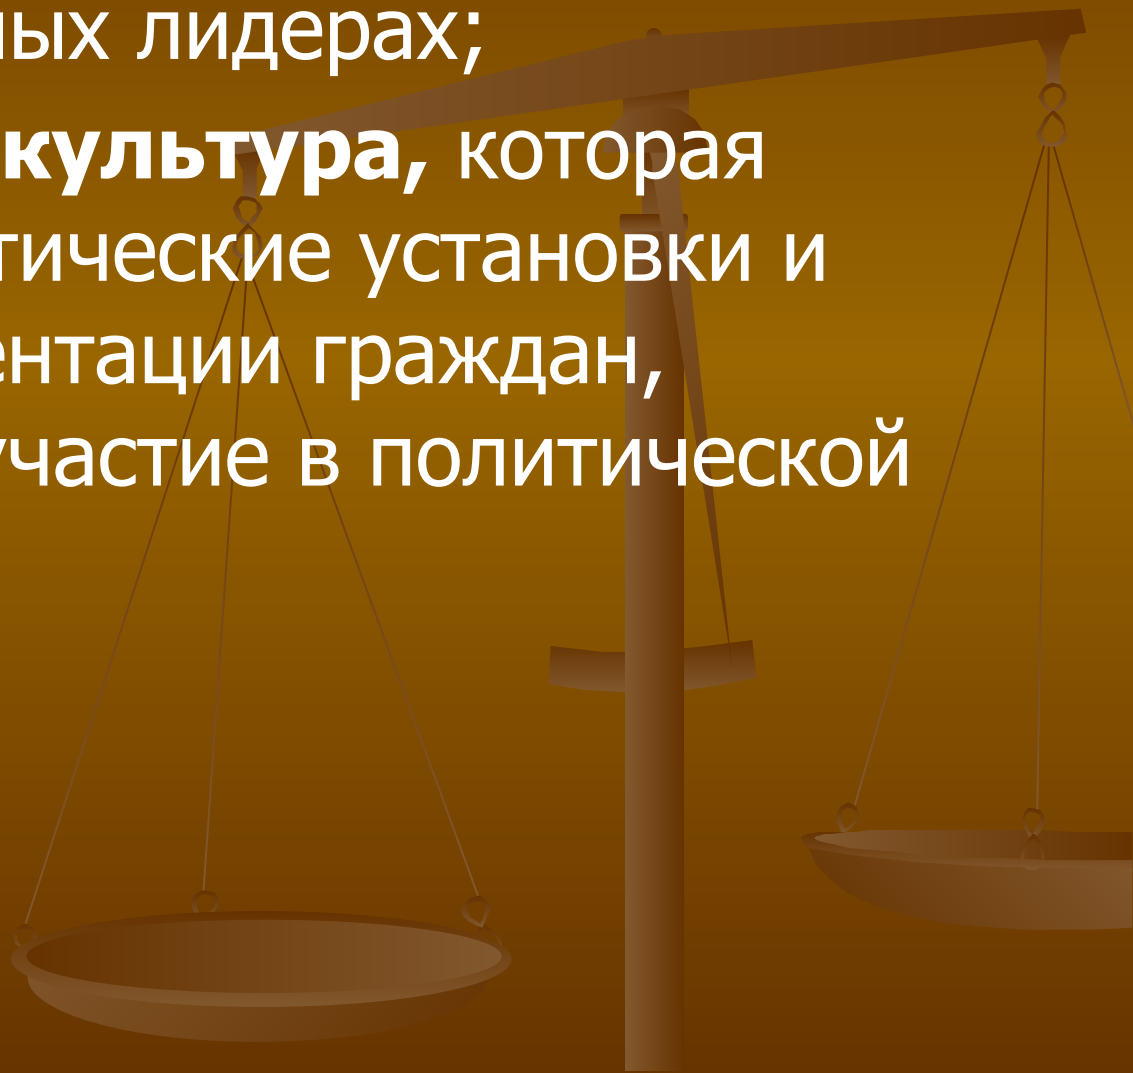 ных лидерах;
культура, которая
тические установки и
ентации граждан,
участие в политической